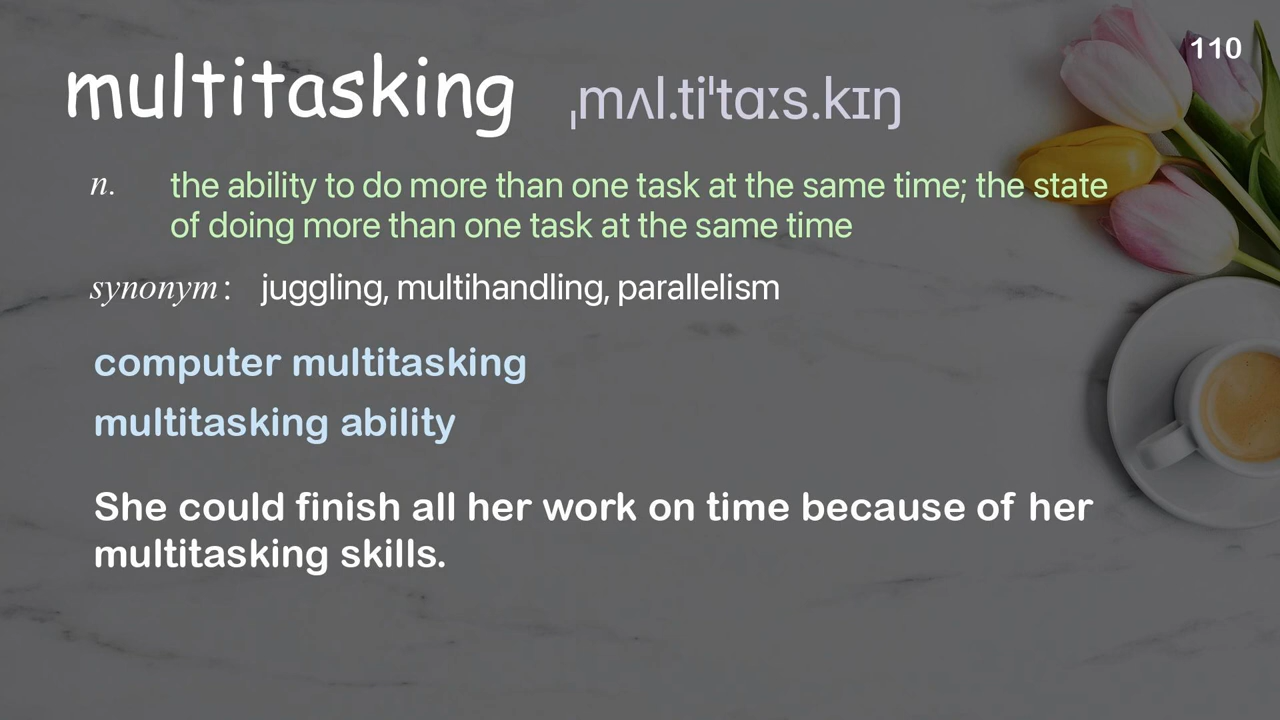 110
multitasking ˌmʌl.tiˈtɑːs.kɪŋ
n. the ability to do more than one task at the same time; the state
of doing more than one task at the same time
synonym: juggling, multihandling, parallelism
computer multitasking
multitasking ability
She could finish all her work on time because of her
multitasking skills.